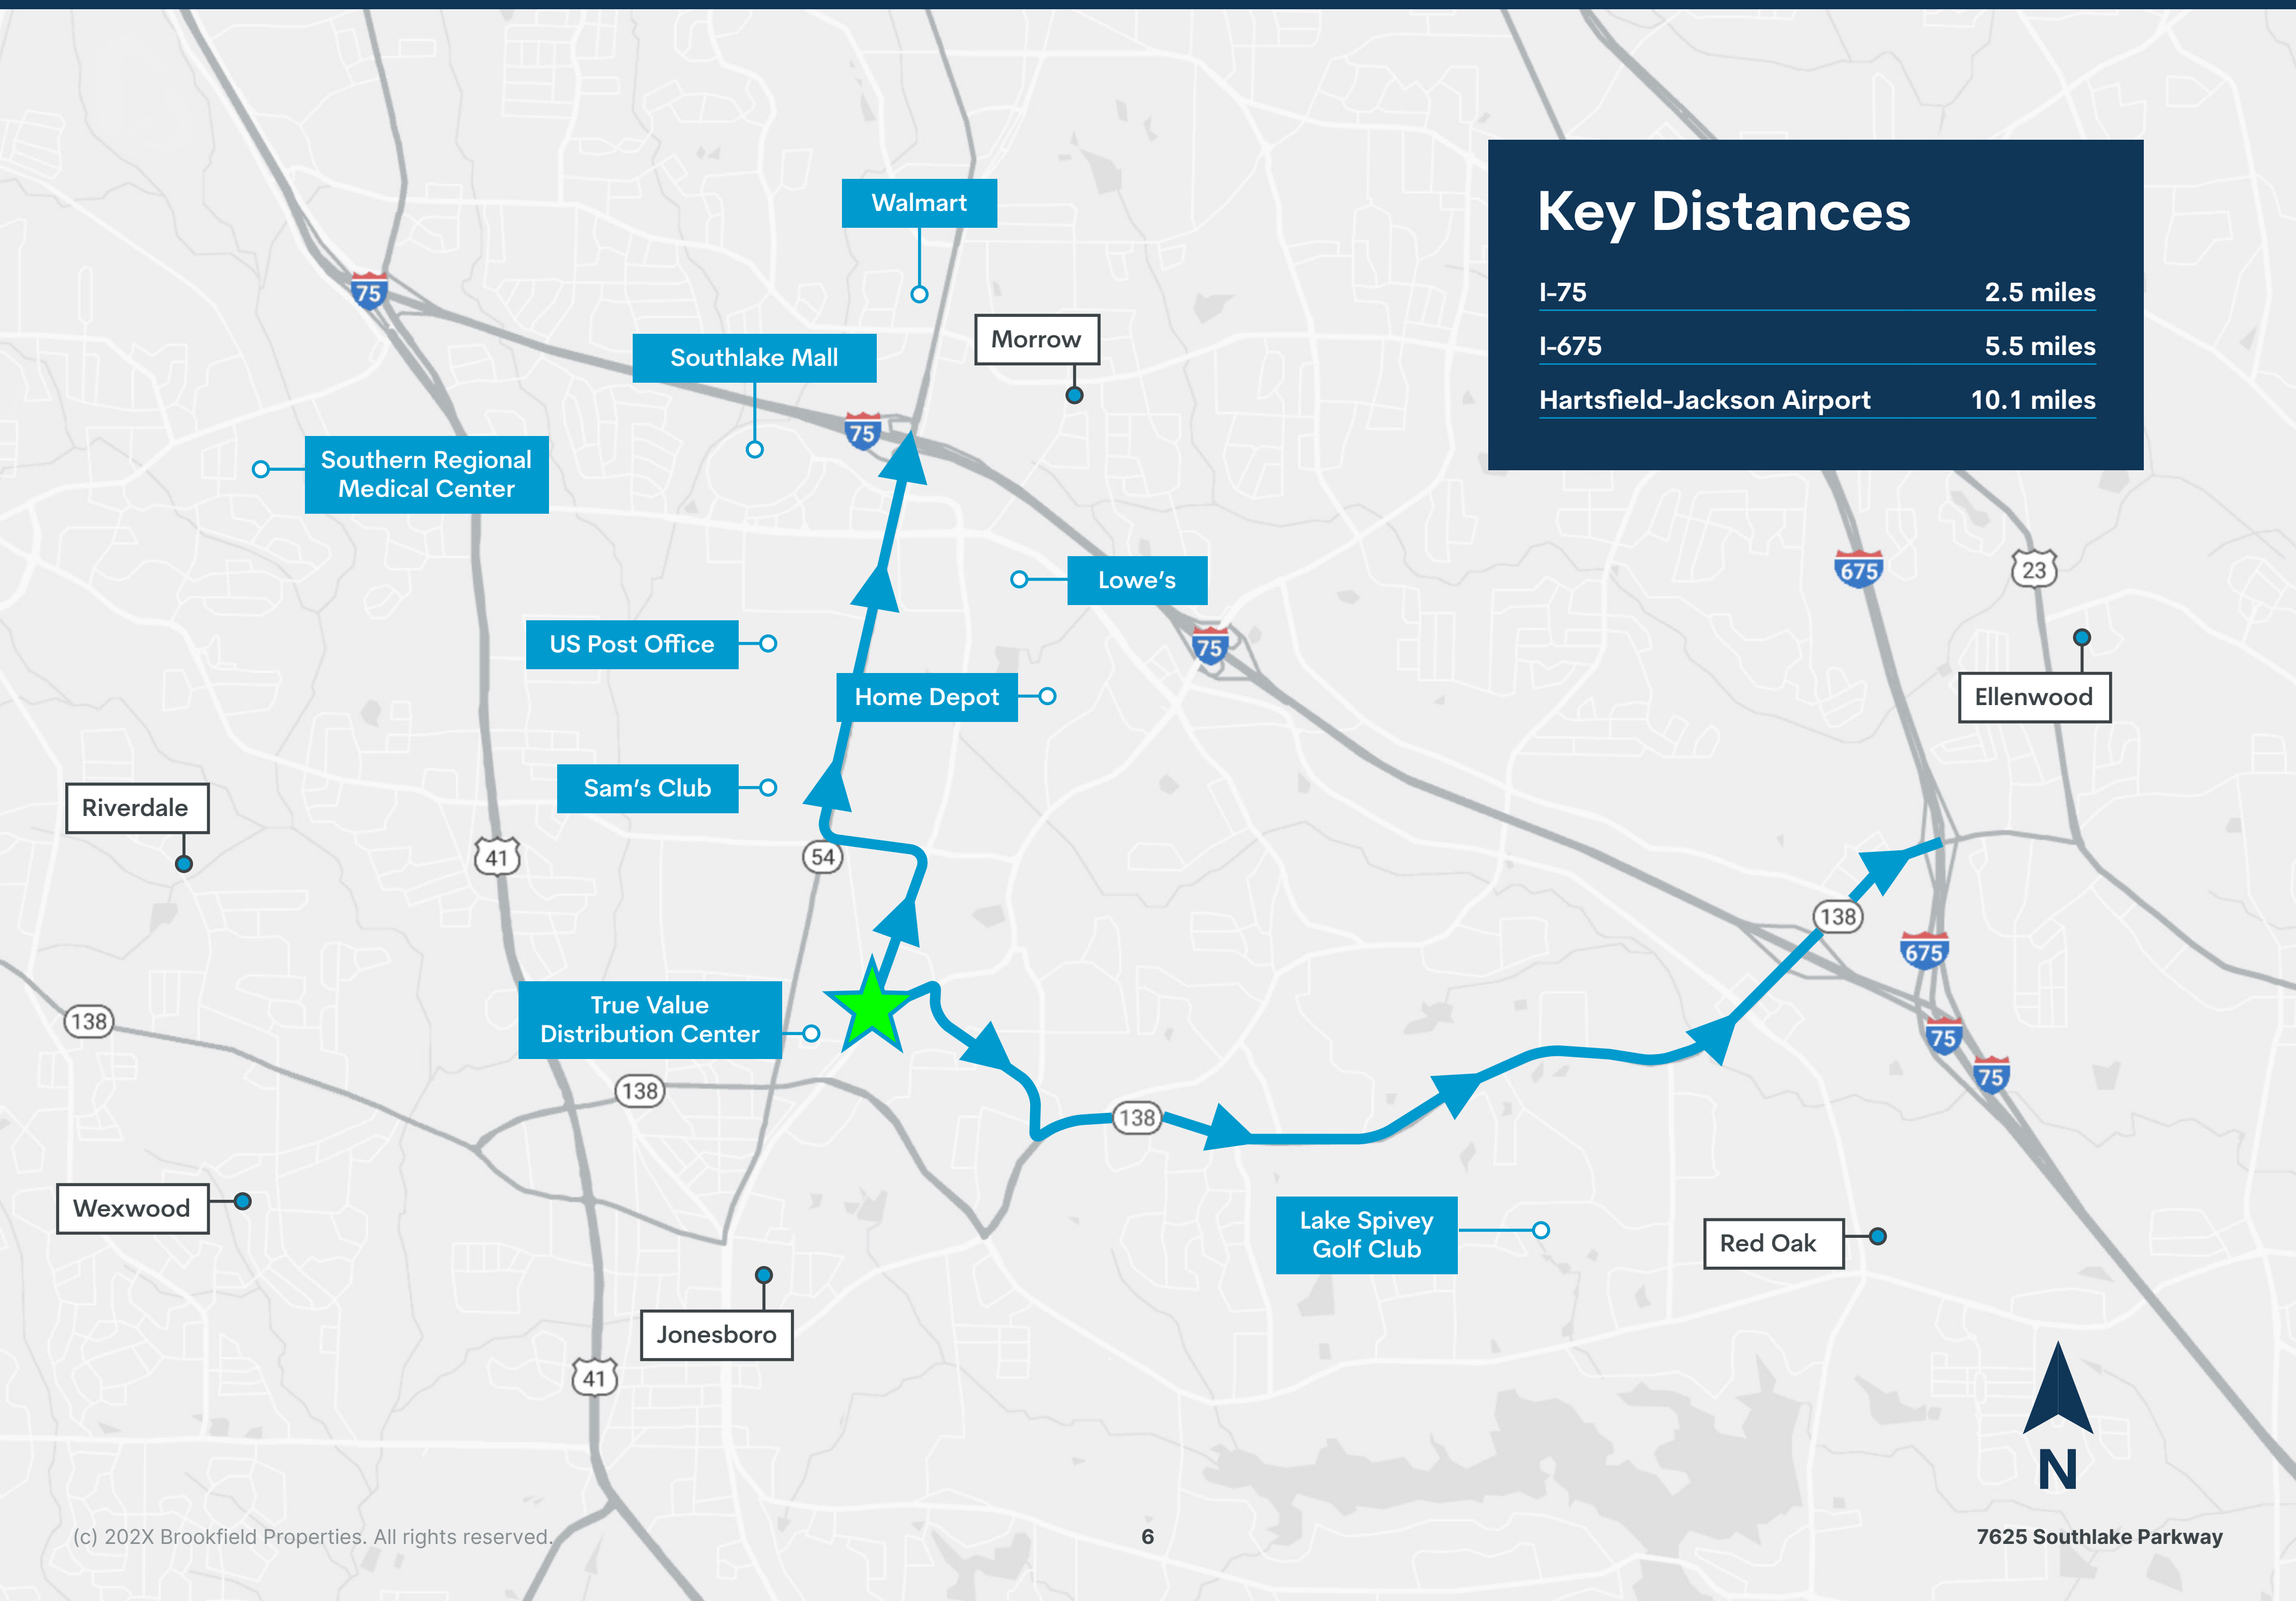 Walmart
Key Distances
I-75 2.5 miles
I-675 5.5 miles
Hartsfield-Jackson Airport 10.1 miles
75
Morrow
Southlake Mall
75
Southern Regional
Medical Center
675
23
Lowe's
US Post Office
75
Home Depot
Ellenwood
Sam's Club
Riverdale
41
54
138
675
True Value
Distribution Center
138
75
75
138
138
Wexwood
Lake Spivey
Golf Club
Red Oak
Jonesboro
41
N
(c) 202X Brookfield Properties. All rights reserved.
6
7625 Southlake Parkway